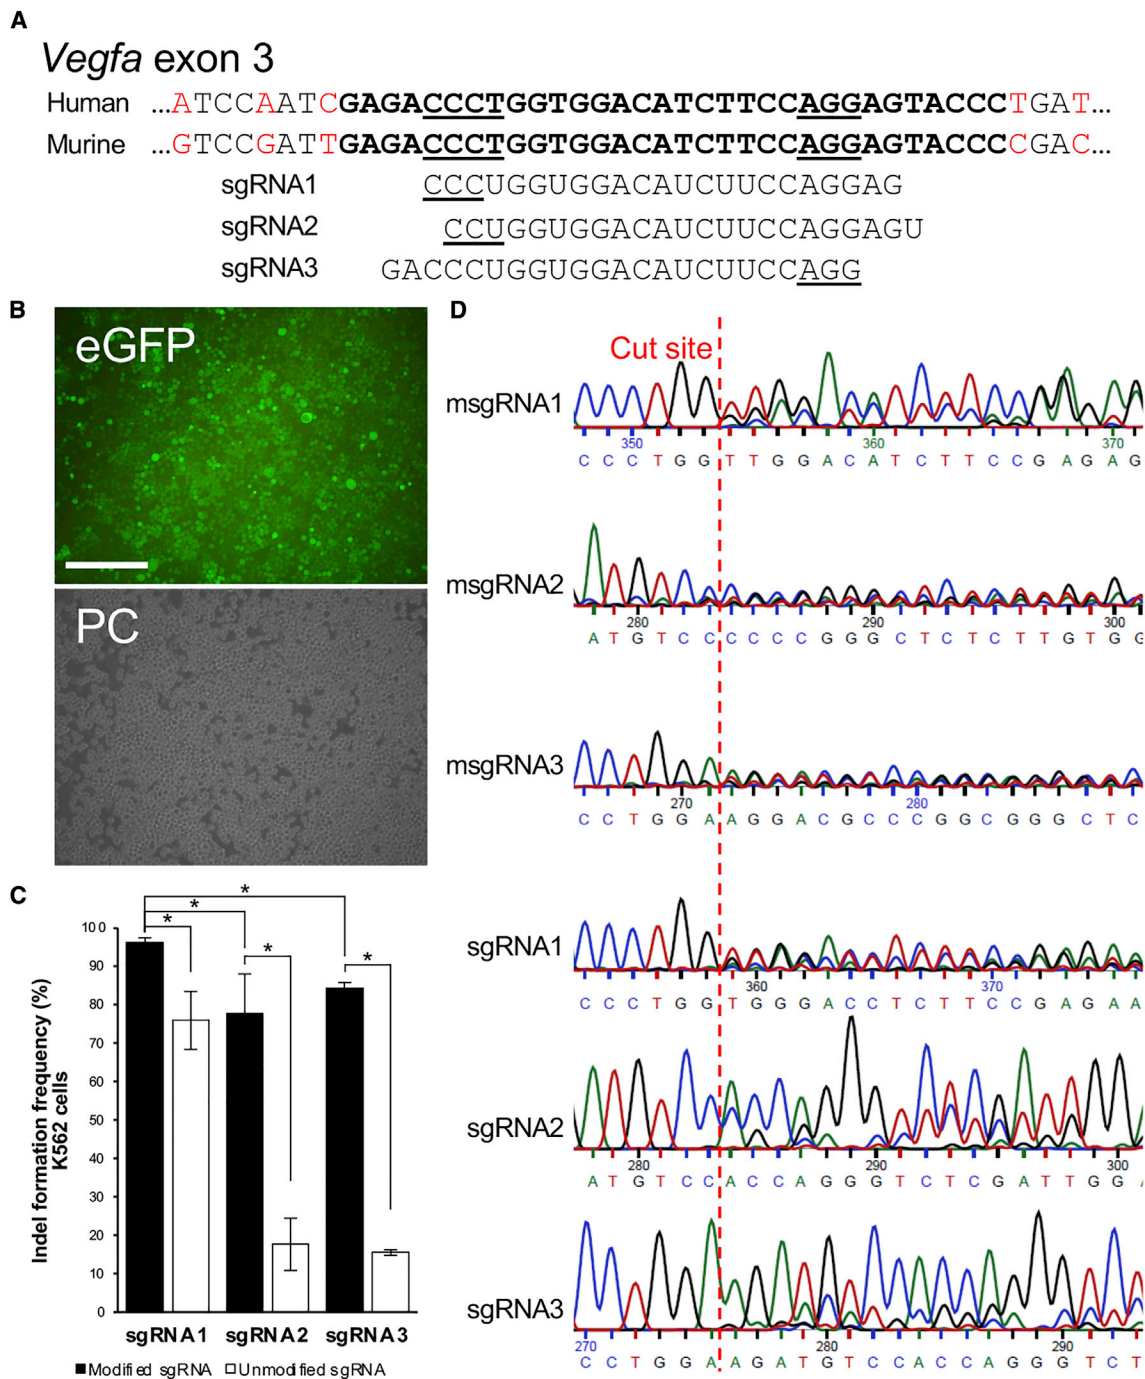 A
Vegfa exon 3
Human ...ATCCAATCGAGACCCTGGTGGACATCTTCCAGGAGTACCCTGAT...
Murine ...GTCCGATTGAGACCCTGGTGGACATCTTCCAGGAGTACCCCGAC...
sgRNA1 CCCUGGUGGACAUCUUCCAGGAG
sgRNA2 CCUGGUGGACAUCUUCCAGGAGU
sgRNA3 GACCCUGGUGGACAUCUUCCAGG
B
eGFP
PC
C
Indel formation frequency (%)
K562 cells
100
90
80
70
60
50
40
30
20
10
0
* * * * *
sgRNA1 sgRNA2 sgRNA3
Modified sgRNA Unmodified sgRNA
D
Cut site
msgRNA1
350 360 370
C C C T G G T T G G A C A T C T T C C G A G A G
msgRNA2
280 290 300
A T G T C C C C C C G G G C T C T C T T G T G G
msgRNA3
270 280
C C T G G A A G G A C G C C C G G C G G G C T C
sgRNA1
360 370
C C C T G G T G G G A C C T C T T C C G A G A A
sgRNA2
280 290 300
A T G T C C A C C A G G G T C T C G A T T G G
sgRNA3
270 280 290
C C T G G A A G A T G T C C A C C A G G G T C T